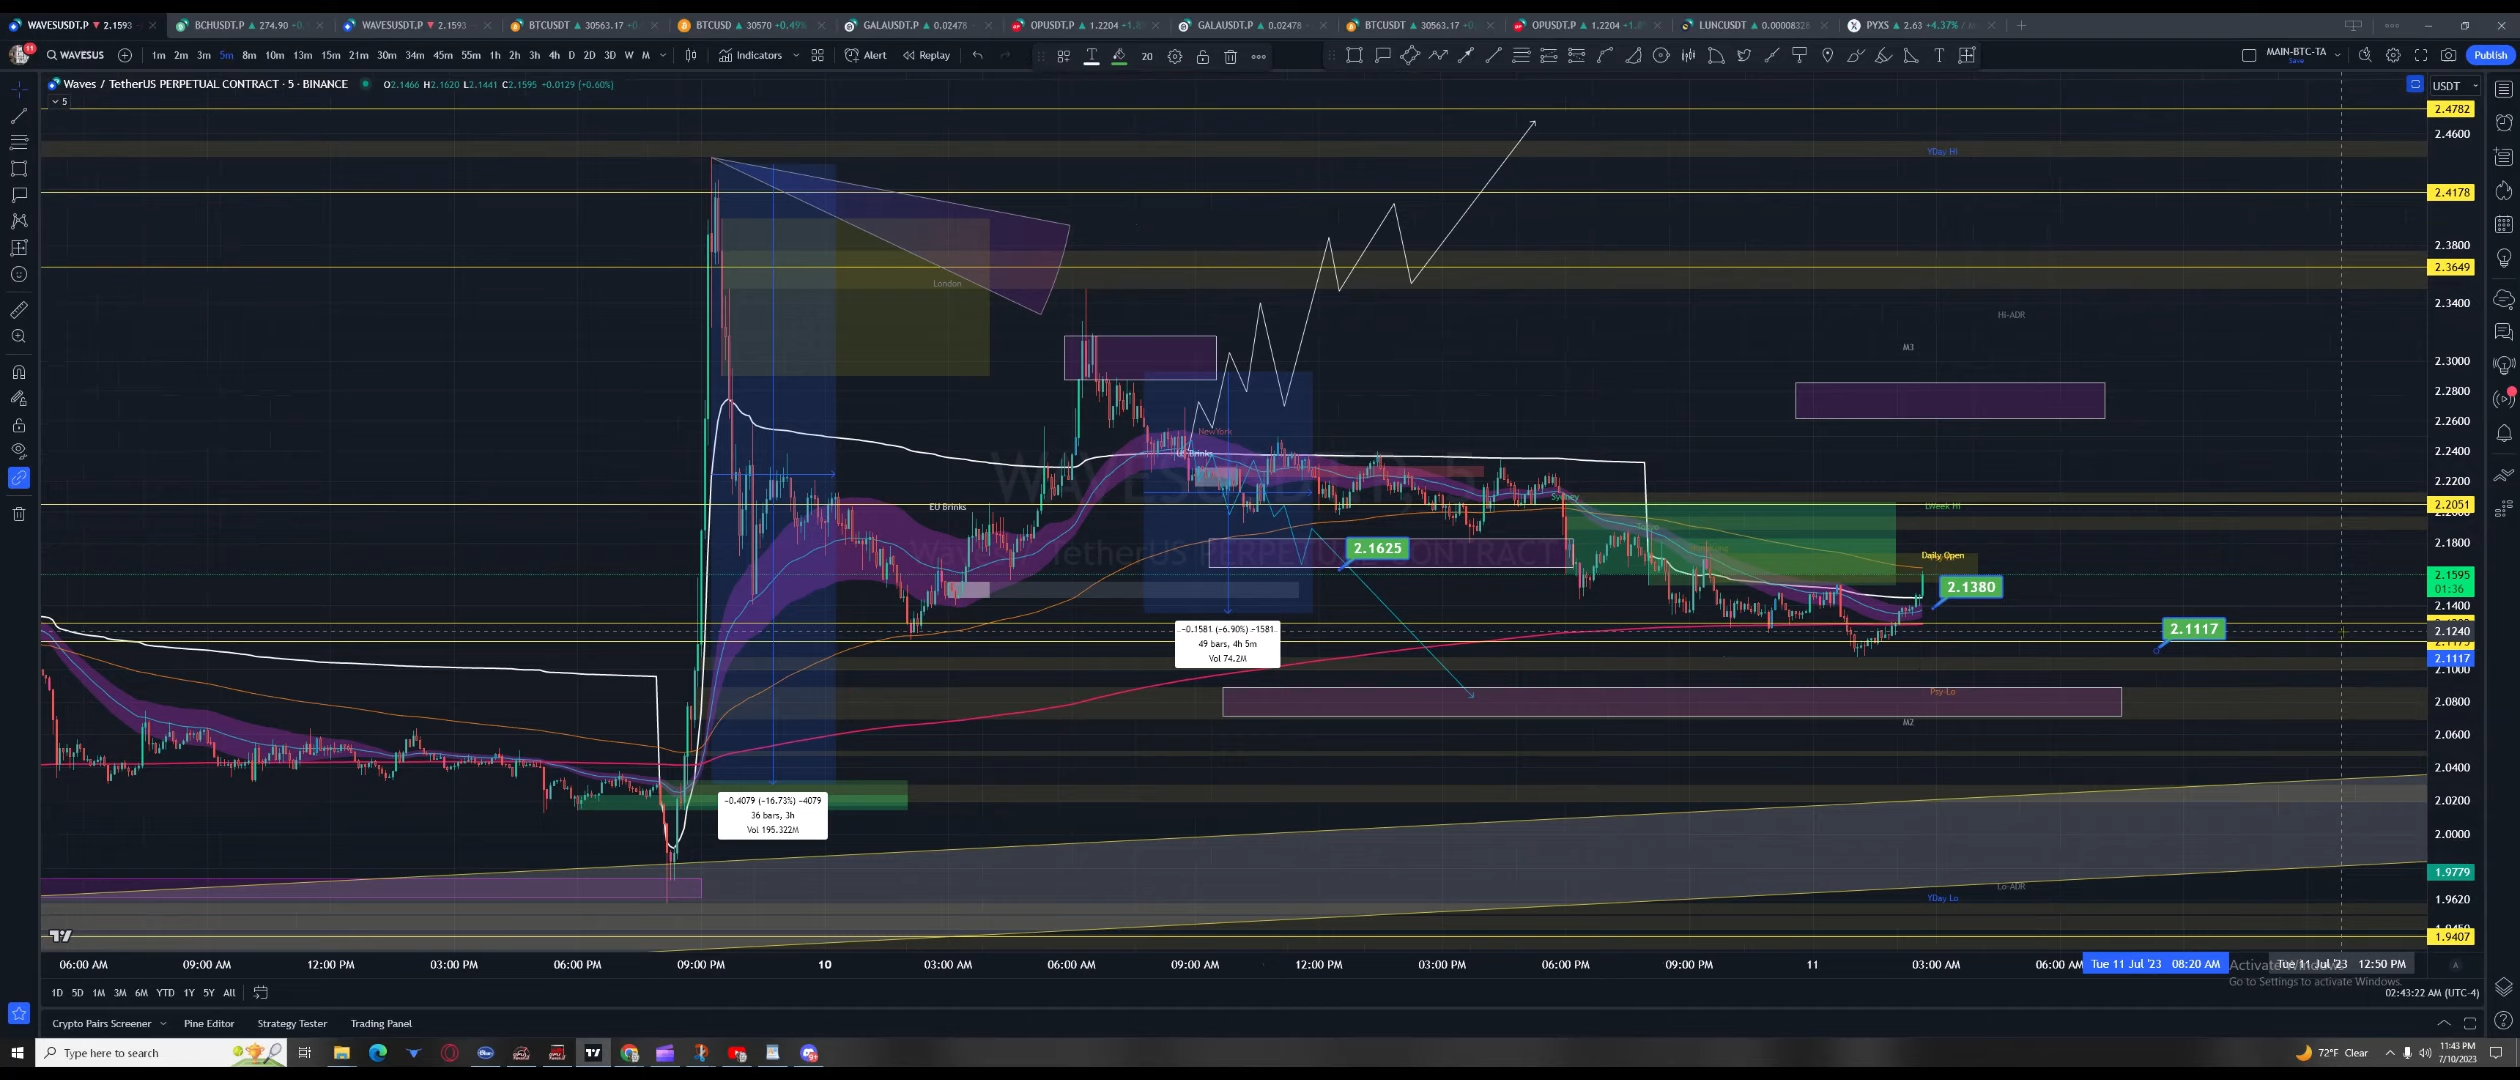 WAVESUSDT.P ▼ 2.1593
BCHUSDT.P ▲ 274.90
WAVESUSDT.P ▼ 2.1593
BTCUSDT ▲ 30563.17
BTCUSD ▲ 30570 +0.49%
GALAUSDT.P ▲ 0.02478
OPUSDT.P ▲ 1.2204
GALAUSDT.P ▲ 0.02478
BTCUSDT ▲ 30563.17
OPUSDT.P ▲ 1.2204
LUNCUSDT ▲ 0.00008328
PYXS ▲ 2.63 +4.37%
11
WAVESUS
1m 2m 3m 5m 8m 10m 13m 15m 21m 30m 34m 45m 55m 1h 2h 3h 4h D 2D 3D W M
Indicators
Alert
Replay
20
MAIN-BTC-TA
Save
Publish
Waves / TetherUS PERPETUAL CONTRACT · 5 · BINANCE
O2.1466 H2.1620 L2.1441 C2.1595 +0.0129 (+0.60%)
5
USDT
2.4782
2.4600
YDay Hi
2.4178
2.3800
2.3649
London
2.3400
Hi-ADR
M3
2.3000
2.2800
2.2600
NewYork
2.2400
2.2200
EU Brinks
Sydney
LWeek Hi
2.2051
2.1800
2.1625
Waves / TetherUS PERPETUAL CONTRACT
Daily Open
2.1595
01:36
2.1380
2.1400
2.1117
2.1240
2.1117
2.1000
-0.1581 (-6.90%) -1581
49 bars, 4h 5m
Vol 74.2M
Psy-Lo
2.0800
M2
2.0600
2.0400
-0.4079 (-16.73%) -4079
36 bars, 3h
Vol 195.322M
2.0200
2.0000
1.9779
Lo-ADR
YDay Lo
1.9620
1.9407
06:00 AM 09:00 AM 12:00 PM 03:00 PM 06:00 PM 09:00 PM 10 03:00 AM 06:00 AM 09:00 AM 12:00 PM 03:00 PM 06:00 PM 09:00 PM 11 03:00 AM 06:00 AM
Tue 11 Jul '23 08:20 AM
Tue 11 Jul '23 12:50 PM
A
Activate Windows
Go to Settings to activate Windows.
1D 5D 1M 3M 6M YTD 1Y 5Y All
02:43:22 AM (UTC-4)
Crypto Pairs Screener
Pine Editor
Strategy Tester
Trading Panel
Type here to search
72°F Clear
11:43 PM
7/10/2023